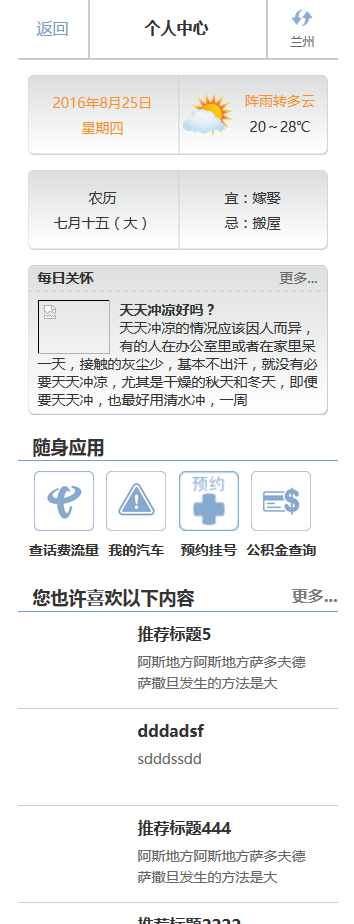 返回
个人中心
兰州
2016年8月25日
星期四
阵雨转多云
20～28℃
农历
七月十五（大）
宜：嫁娶
忌：搬屋
每日关怀
更多...
天天冲凉好吗？
天天冲凉的情况应该因人而异，
有的人在办公室里或者在家里呆
一天，接触的灰尘少，基本不出汗，就没有必
要天天冲凉，尤其是干燥的秋天和冬天，即便
要天天冲，也最好用清水冲，一周
随身应用
预约
查话费流量
我的汽车
预约挂号
公积金查询
您也许喜欢以下内容
更多...
推荐标题5
阿斯地方阿斯地方萨多夫德
萨撒旦发生的方法是大
dddadsf
sdddssdd
推荐标题444
阿斯地方阿斯地方萨多夫德
萨撒旦发生的方法是大